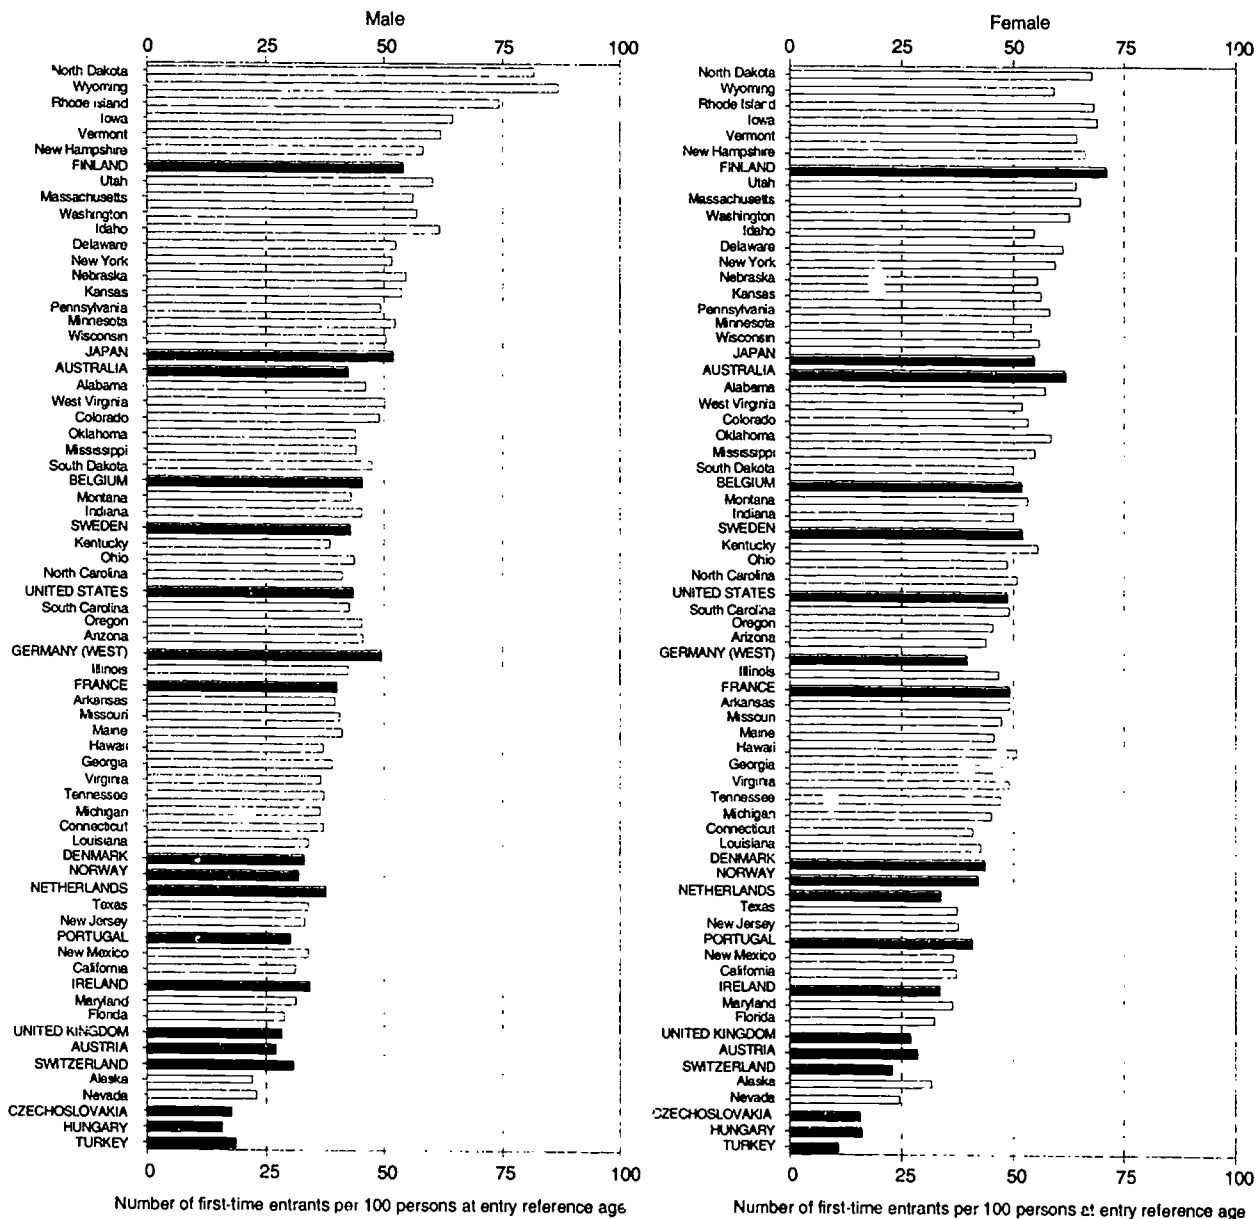 Male
0 25 50 75 100
North Dakota
Wyoming
Rhode Island
Iowa
Vermont
New Hampshire
FINLAND
Utah
Massachusetts
Washington
Idaho
Delaware
New York
Nebraska
Kansas
Pennsylvania
Minnesota
Wisconsin
JAPAN
AUSTRALIA
Alabama
West Virginia
Colorado
Oklahoma
Mississippi
South Dakota
BELGIUM
Montana
Indiana
SWEDEN
Kentucky
Ohio
North Carolina
UNITED STATES
South Carolina
Oregon
Arizona
GERMANY (WEST)
Illinois
FRANCE
Arkansas
Missouri
Maine
Hawaii
Georgia
Virginia
Tennessee
Michigan
Connecticut
Louisiana
DENMARK
NORWAY
NETHERLANDS
Texas
New Jersey
PORTUGAL
New Mexico
California
IRELAND
Maryland
Florida
UNITED KINGDOM
AUSTRIA
SWITZERLAND
Alaska
Nevada
CZECHOSLOVAKIA
HUNGARY
TURKEY
0 25 50 75 100
Number of first-time entrants per 100 persons at entry reference age
Female
0 25 50 75 100
North Dakota
Wyoming
Rhode Island
Iowa
Vermont
New Hampshire
FINLAND
Utah
Massachusetts
Washington
Idaho
Delaware
New York
Nebraska
Kansas
Pennsylvania
Minnesota
Wisconsin
JAPAN
AUSTRALIA
Alabama
West Virginia
Colorado
Oklahoma
Mississippi
South Dakota
BELGIUM
Montana
Indiana
SWEDEN
Kentucky
Ohio
North Carolina
UNITED STATES
South Carolina
Oregon
Arizona
GERMANY (WEST)
Illinois
FRANCE
Arkansas
Missouri
Maine
Hawaii
Georgia
Virginia
Tennessee
Michigan
Connecticut
Louisiana
DENMARK
NORWAY
NETHERLANDS
Texas
New Jersey
PORTUGAL
New Mexico
California
IRELAND
Maryland
Florida
UNITED KINGDOM
AUSTRIA
SWITZERLAND
Alaska
Nevada
CZECHOSLOVAKIA
HUNGARY
TURKEY
0 25 50 75 100
Number of first-time entrants per 100 persons at entry reference age